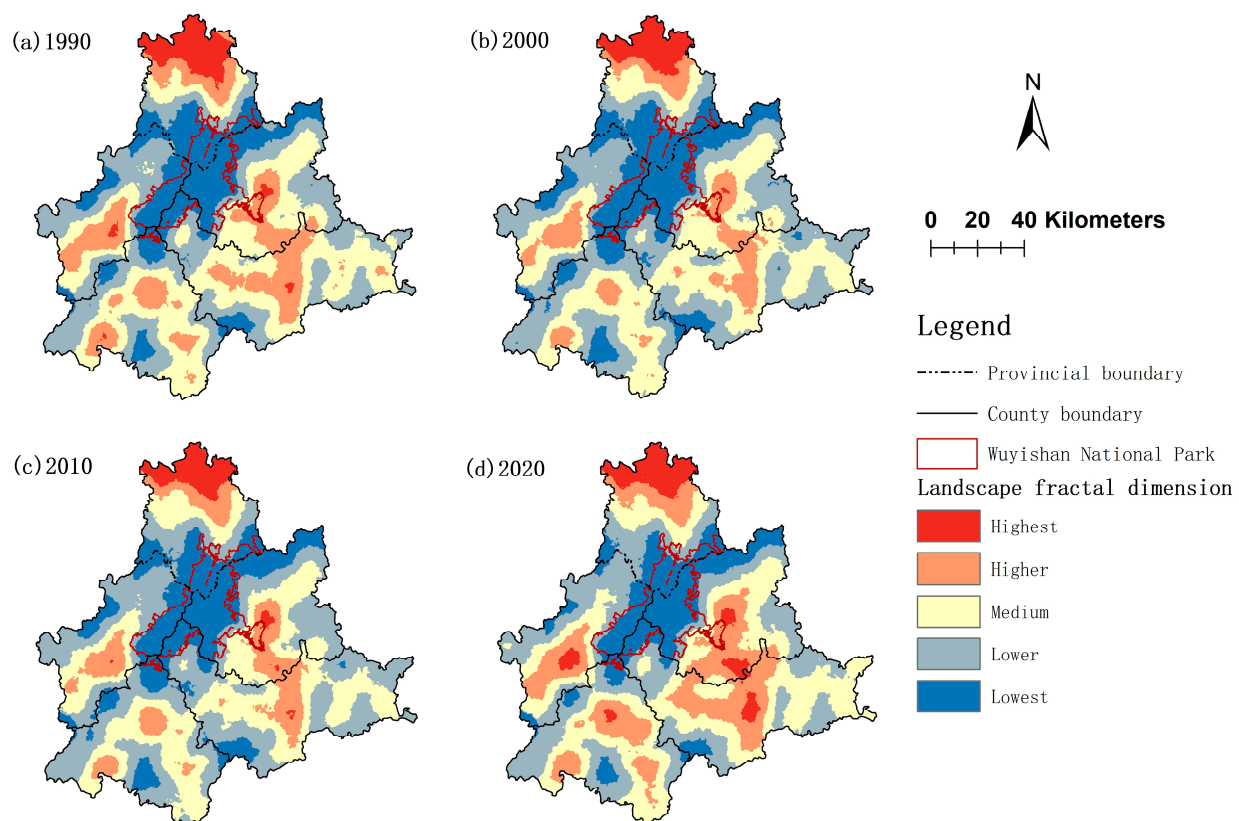 (a)1990
(b)2000
N
0 20 40 Kilometers
Legend
Provincial boundary
County boundary
(c)2010
(d)2020
Wuyishan National Park
Landscape fractal dimension
Highest
Higher
Medium
Lower
Lowest